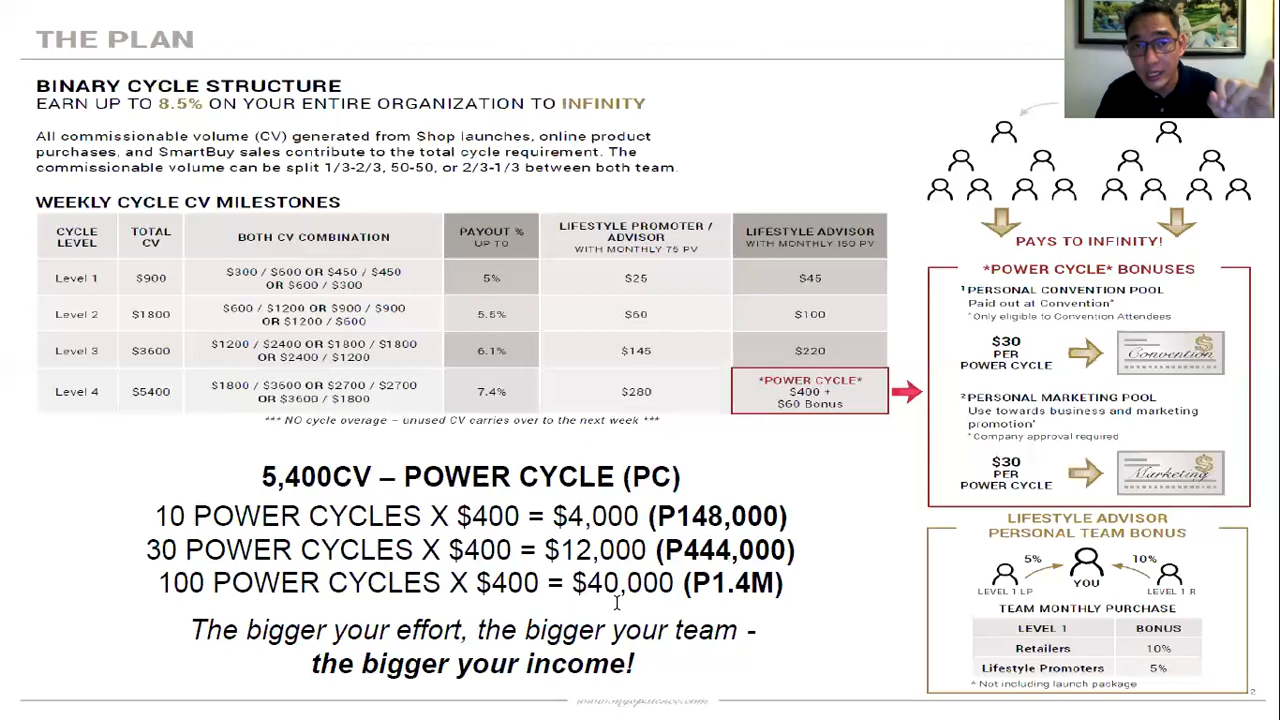 THE PLAN
BINARY CYCLE STRUCTURE
EARN UP TO 8.5% ON YOUR ENTIRE ORGANIZATION TO INFINITY
All commissionable volume (CV) generated from Shop launches, online product
purchases, and SmartBuy sales contribute to the total cycle requirement. The
commissionable volume can be split 1/3-2/3, 50-50, or 2/3-1/3 between both team.
WEEKLY CYCLE CV MILESTONES
CYCLE LEVEL TOTAL CV BOTH CV COMBINATION PAYOUT % UP TO LIFESTYLE PROMOTER / ADVISOR WITH MONTHLY 75 PV LIFESTYLE ADVISOR WITH MONTHLY 150 PV
Level 1 $900 $300 / $600 OR $450 / $450 OR $600 / $300 5% $25 $45
Level 2 $1800 $600 / $1200 OR $900 / $900 OR $1200 / $600 5.5% $60 $100
Level 3 $3600 $1200 / $2400 OR $1800 / $1800 OR $2400 / $1200 6.1% $145 $220
Level 4 $5400 $1800 / $3600 OR $2700 / $2700 OR $3600 / $1800 7.4% $280 *POWER CYCLE* $400 + $60 Bonus
*** NO cycle overage – unused CV carries over to the next week ***
5,400CV – POWER CYCLE (PC)
10 POWER CYCLES X $400 = $4,000 (P148,000)
30 POWER CYCLES X $400 = $12,000 (P444,000)
100 POWER CYCLES X $400 = $40,000 (P1.4M)
The bigger your effort, the bigger your team -
the bigger your income!
PAYS TO INFINITY!
*POWER CYCLE* BONUSES
1 PERSONAL CONVENTION POOL
Paid out at Convention*
*Only eligible to Convention Attendees
$30
PER
POWER CYCLE
Convention
2 PERSONAL MARKETING POOL
Use towards business and marketing
promotion*
*Company approval required
$30
PER
POWER CYCLE
Marketing
LIFESTYLE ADVISOR
PERSONAL TEAM BONUS
5% 10%
YOU
LEVEL 1 LP LEVEL 1 R
TEAM MONTHLY PURCHASE
LEVEL 1 BONUS
Retailers 10%
Lifestyle Promoters 5%
* Not including launch package
2